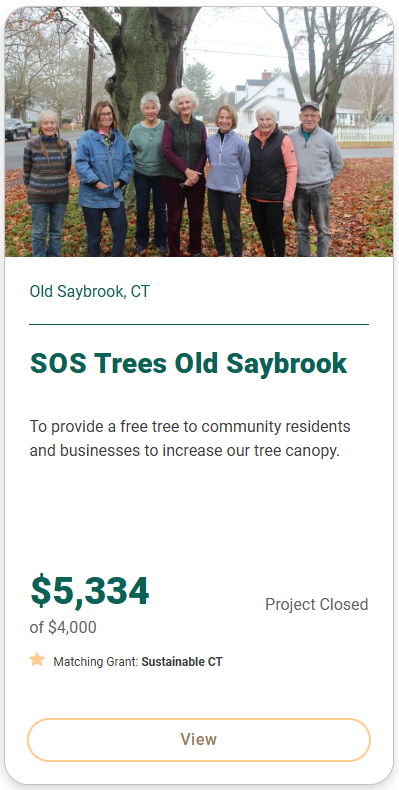 Old Saybrook, CT
SOS Trees Old Saybrook
To provide a free tree to community residents
and businesses to increase our tree canopy.
$5,334
Project Closed
of $4,000
Matching Grant: Sustainable CT
View